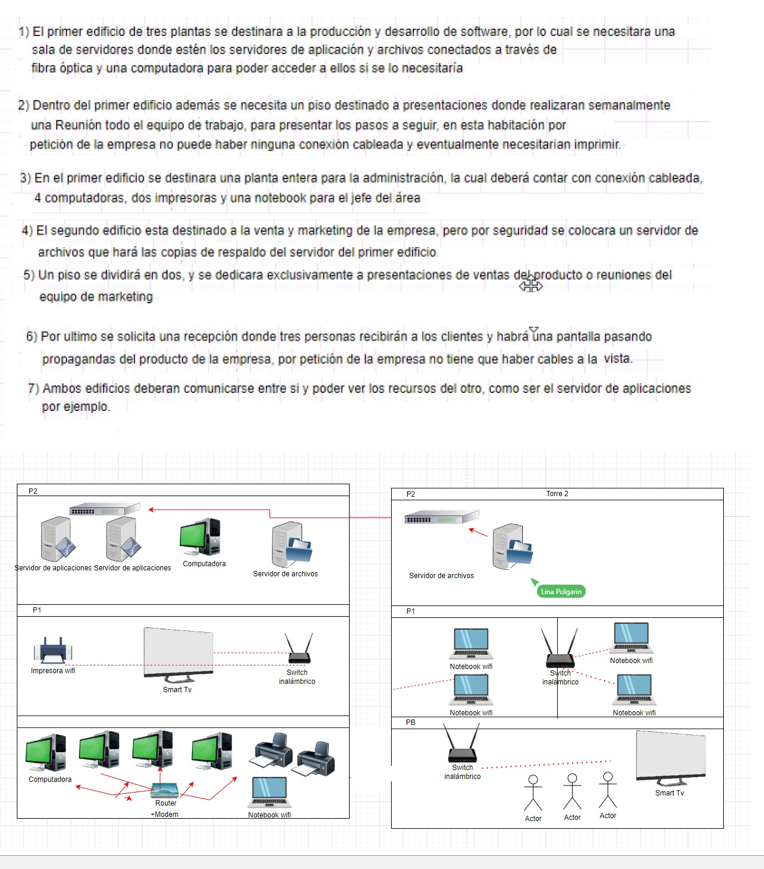 1) El primer edificio de tres plantas se destinara a la producción y desarrollo de software, por lo cual se necesitara una
sala de servidores donde estén los servidores de aplicación y archivos conectados a través de
fibra óptica y una computadora para poder acceder a ellos si se lo necesitaría
2) Dentro del primer edificio además se necesita un piso destinado a presentaciones donde realizaran semanalmente
una Reunión todo el equipo de trabajo, para presentar los pasos a seguir, en esta habitación por
petición de la empresa no puede haber ninguna conexión cableada y eventualmente necesitarían imprimir.
3) En el primer edificio se destinara una planta entera para la administración, la cual deberá contar con conexión cableada,
4 computadoras, dos impresoras y una notebook para el jefe del área
4) El segundo edificio esta destinado a la venta y marketing de la empresa, pero por seguridad se colocara un servidor de
archivos que hará las copias de respaldo del servidor del primer edificio
5) Un piso se dividirá en dos, y se dedicara exclusivamente a presentaciones de ventas del producto o reuniones del
equipo de marketing
6) Por ultimo se solicita una recepción donde tres personas recibirán a los clientes y habrá una pantalla pasando
propagandas del producto de la empresa, por petición de la empresa no tiene que haber cables a la vista.
7) Ambos edificios deberan comunicarse entre si y poder ver los recursos del otro, como ser el servidor de aplicaciones
por ejemplo.
P2
Servidor de aplicaciones
Servidor de aplicaciones
Computadora
Servidor de archivos
P1
Impresora wifi
Smart Tv
Switch
inalámbrico
Computadora
Router
+Modem
Notebook wifi
P2
Torre 2
Servidor de archivos
Lina Pulgarin
P1
Notebook wifi
Notebook wifi
Switch
inalámbrico
Notebook wifi
Notebook wifi
PB
Switch
inalámbrico
Actor
Actor
Actor
Smart Tv